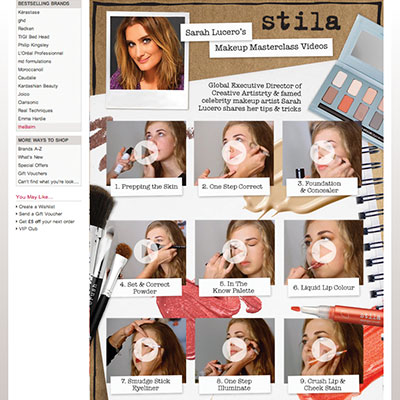 BESTSELLING BRANDS
Kérastase
ghd
Redken
TIGI Bed Head
Philip Kingsley
L'Oréal Professionnel
mz formulations
Moroccanoil
Caudalie
Kardashian Beauty
Joico
Clarisonic
Real Techniques
Emma Hardie
theBalm
MORE WAYS TO SHOP
Brands A-Z
What's New
Special Offers
Gift Vouchers
Can't find what you're look...
You May Like...
Create a Wishlist
Send a Gift Voucher
Get £5 off your next order
VIP Club
stila
Sarah Lucero's
Makeup Masterclass Videos
Global Executive Director of
Creative Artistrty & famed
celebrity makeup artist Sarah
Lucero shares her tips & tricks
1. Prepping the Skin
2. One Step Correct
3. Foundation
& Concealer
4. Set & Correct
Powder
5. In The
Know Palette
6. Liquid Lip Colour
stila
7. Smudge Stick
Eyeliner
8. One Step
Illuminate
9. Crush Lip &
Cheek Stain